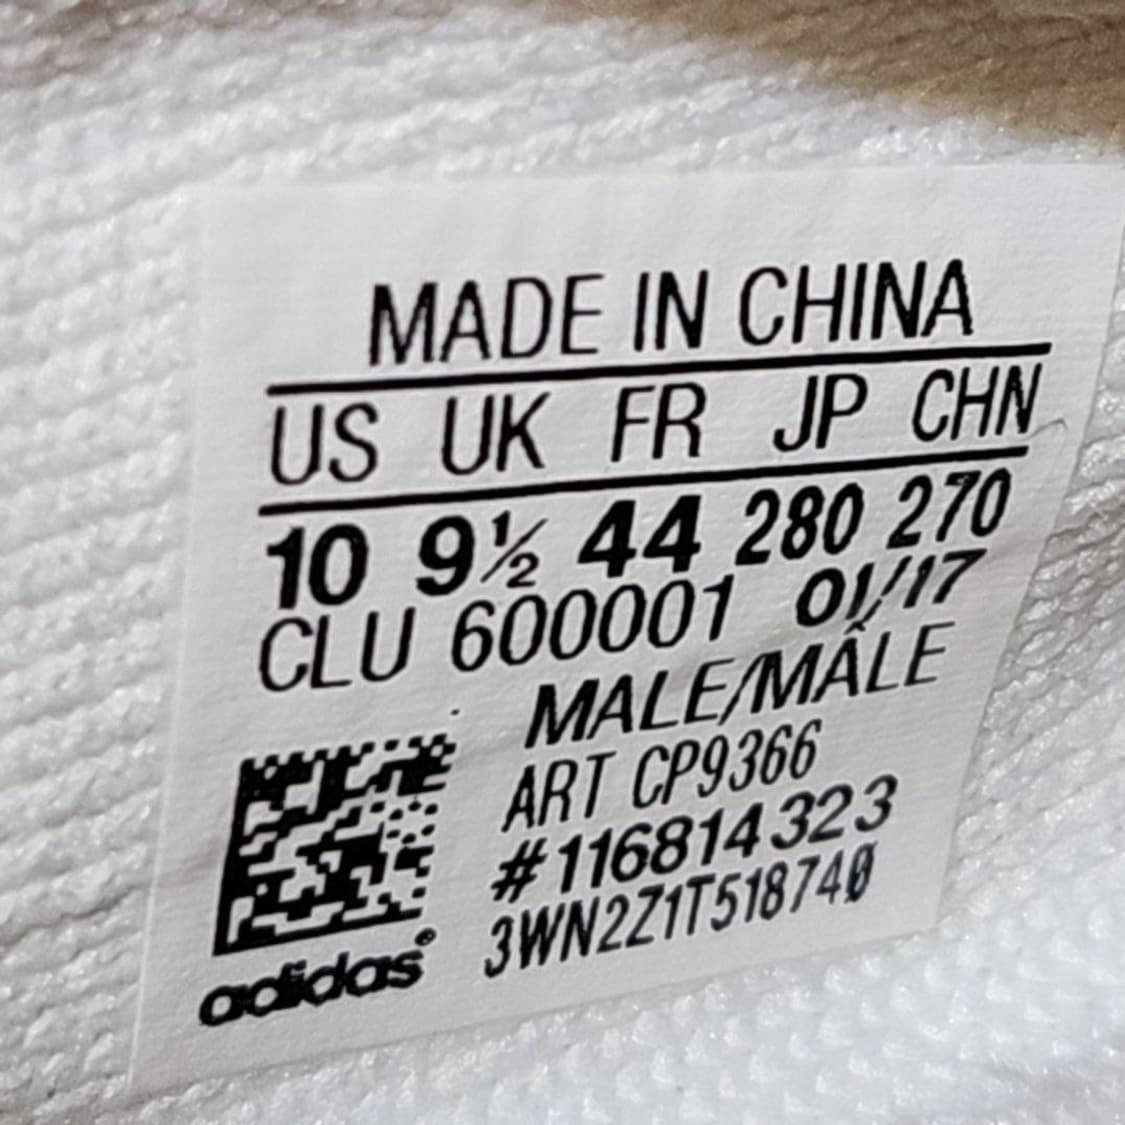 MADE IN CHINA
US UK FR JP CHN
10 9½ 44 280 270
CLU 600001 01/17
MALE/MÂLE
ART CP9366
#116814323
3WN2Z1T518740
adidas®